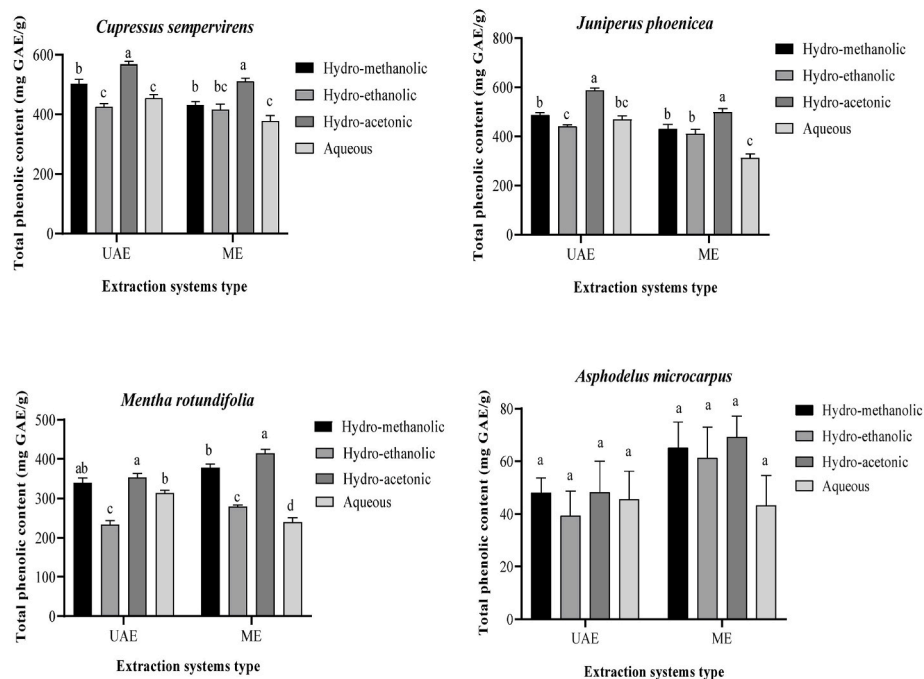 Cupressus sempervirens
Total phenolic content (mg GAE/g)
600
400
200
0
b
c
a
c
b
bc
a
c
UAE
ME
Extraction systems type
Hydro-methanolic
Hydro-ethanolic
Hydro-acetonic
Aqueous
Juniperus phoenicea
Total phenolic content (mg GAE/g)
800
600
400
200
0
b
c
a
bc
b
b
a
c
UAE
ME
Extraction systems type
Hydro-methanolic
Hydro-ethanolic
Hydro-acetonic
Aqueous
Mentha rotundifolia
Total phenolic content (mg GAE/g)
500
400
300
200
100
0
ab
c
a
b
b
c
a
d
UAE
ME
Extraction systems type
Hydro-methanolic
Hydro-ethanolic
Hydro-acetonic
Aqueous
Asphodelus microcarpus
Total phenolic content (mg GAE/g)
80
60
40
20
0
a
a
a
a
a
a
a
a
UAE
ME
Extraction systems type
Hydro-methanolic
Hydro-ethanolic
Hydro-acetonic
Aqueous